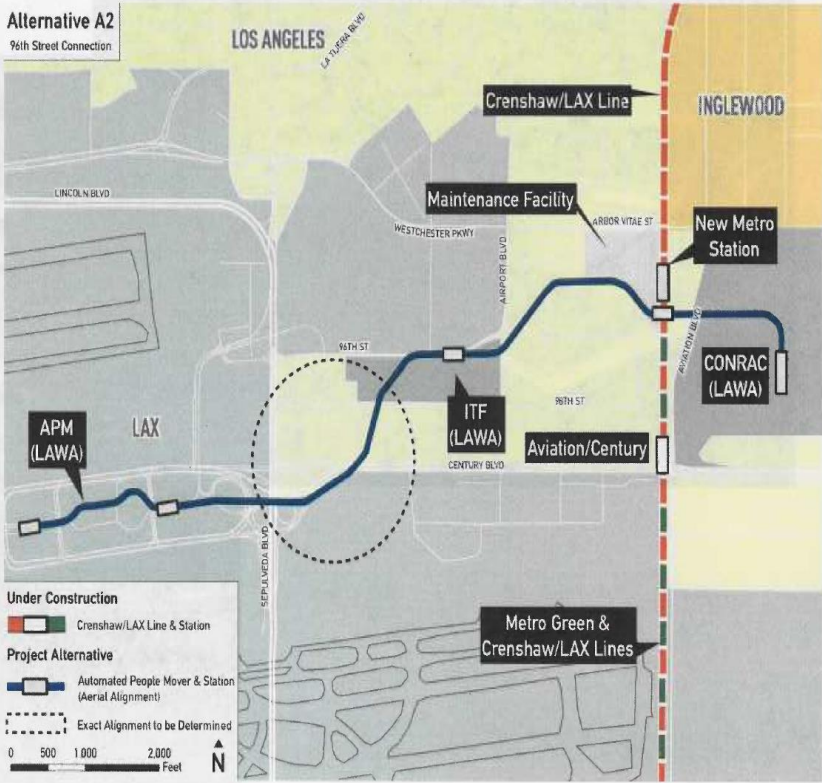 Alternative A2
96th Street Connection
LOS ANGELES
LA TIJERA BLVD
Crenshaw/LAX Line
INGLEWOOD
LINCOLN BLVD
Maintenance Facility
ARBOR VITAE ST
WESTCHESTER PKWY
New Metro
Station
AIRPORT BLVD
96TH ST
AVIATION BLVD
CONRAC
(LAWA)
98TH ST
ITF
(LAWA)
APM
(LAWA)
LAX
Aviation/Century
CENTURY BLVD
SEPULVEDA BLVD
Metro Green &
Crenshaw/LAX Lines
Under Construction
Crenshaw/LAX Line & Station
Project Alternative
Automated People Mover & Station
(Aerial Alignment)
Exact Alignment to be Determined
0 500 1,000 2,000
Feet
N